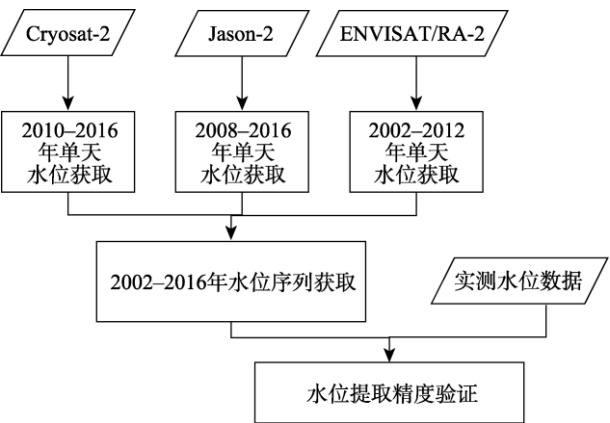 Cryosat-2
Jason-2
ENVISAT/RA-2
2010–2016
年单天
水位获取
2008–2016
年单天
水位获取
2002–2012
年单天
水位获取
2002–2016年水位序列获取
实测水位数据
水位提取精度验证